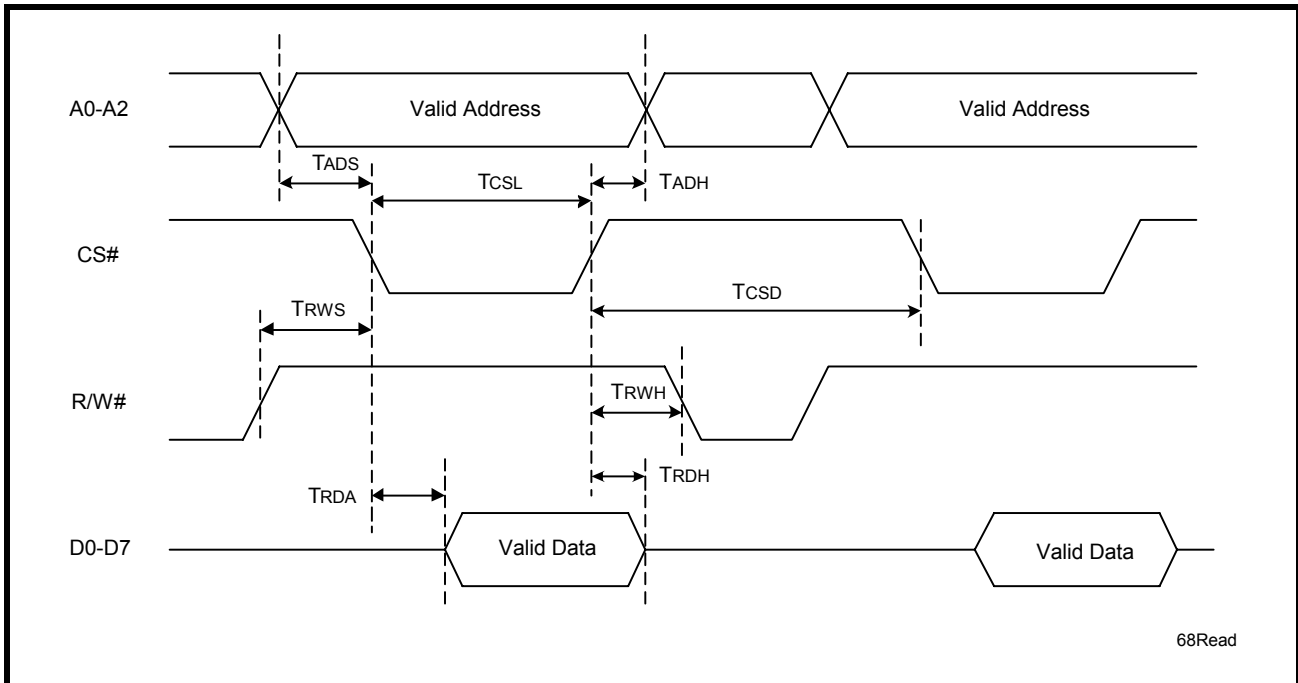 A0-A2
Valid Address
Valid Address
TADS
TCSL
TADH
CS#
TCSD
TRWS
R/W#
TRWH
TRDH
TRDA
D0-D7
Valid Data
Valid Data
68Read